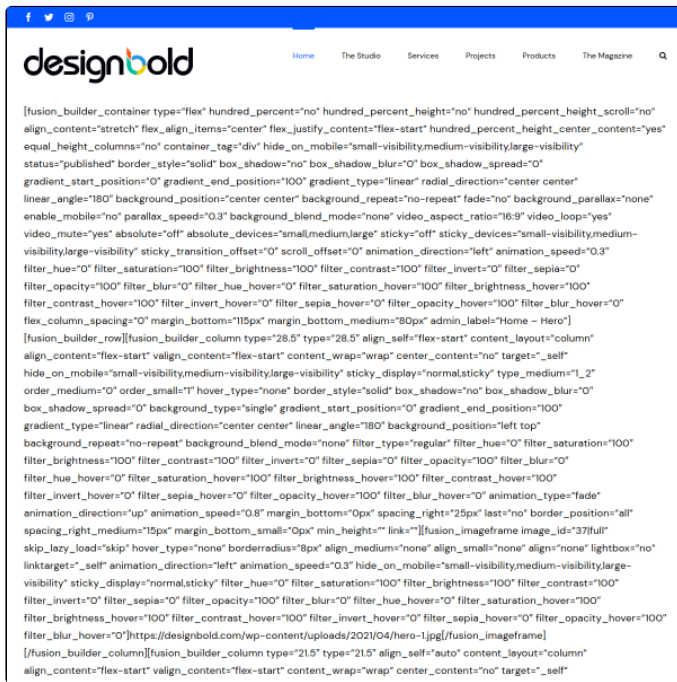 designbold
Home The Studio Services Projects Products The Magazine
[fusion_builder_container type="flex" hundred_percent="no" hundred_percent_height="no" hundred_percent_height_scroll="no"
align_content="stretch" flex_align_items="center" flex_justify_content="flex-start" hundred_percent_height_center_content="yes"
equal_height_columns="no" container_tag="div" hide_on_mobile="small-visibility,medium-visibility,large-visibility"
status="published" border_style="solid" box_shadow="no" box_shadow_blur="0" box_shadow_spread="0"
gradient_start_position="0" gradient_end_position="100" gradient_type="linear" radial_direction="center center"
linear_angle="180" background_position="center center" background_repeat="no-repeat" fade="no" background_parallax="none"
enable_mobile="no" parallax_speed="0.3" background_blend_mode="none" video_aspect_ratio="16:9" video_loop="yes"
video_mute="yes" absolute="off" absolute_devices="small,medium,large" sticky="off" sticky_devices="small-visibility,medium-
visibility,large-visibility" sticky_transition_offset="0" scroll_offset="0" animation_direction="left" animation_speed="0.3"
filter_hue="0" filter_saturation="100" filter_brightness="100" filter_contrast="100" filter_invert="0" filter_sepia="0"
filter_opacity="100" filter_blur="0" filter_hue_hover="0" filter_saturation_hover="100" filter_brightness_hover="100"
filter_contrast_hover="100" filter_invert_hover="0" filter_sepia_hover="0" filter_opacity_hover="100" filter_blur_hover="0"
flex_column_spacing="0" margin_bottom="115px" margin_bottom_medium="80px" admin_label="Home – Hero"]
[fusion_builder_row][fusion_builder_column type="28.5" type="28.5" align_self="flex-start" content_layout="column"
align_content="flex-start" valign_content="flex-start" content_wrap="wrap" center_content="no" target="_self"
hide_on_mobile="small-visibility,medium-visibility,large-visibility" sticky_display="normal,sticky" type_medium="1_2"
order_medium="0" order_small="1" hover_type="none" border_style="solid" box_shadow="no" box_shadow_blur="0"
box_shadow_spread="0" background_type="single" gradient_start_position="0" gradient_end_position="100"
gradient_type="linear" radial_direction="center center" linear_angle="180" background_position="left top"
background_repeat="no-repeat" background_blend_mode="none" filter_type="regular" filter_hue="0" filter_saturation="100"
filter_brightness="100" filter_contrast="100" filter_invert="0" filter_sepia="0" filter_opacity="100" filter_blur="0"
filter_hue_hover="0" filter_saturation_hover="100" filter_brightness_hover="100" filter_contrast_hover="100"
filter_invert_hover="0" filter_sepia_hover="0" filter_opacity_hover="100" filter_blur_hover="0" animation_type="fade"
animation_direction="up" animation_speed="0.8" margin_bottom="0px" spacing_right="25px" last="no" border_position="all"
spacing_right_medium="15px" margin_bottom_small="0px" min_height="" link=""][fusion_imageframe image_id="37|full"
skip_lazy_load="skip" hover_type="none" borderradius="8px" align_medium="none" align_small="none" align="none" lightbox="no"
linktarget="_self" animation_direction="left" animation_speed="0.3" hide_on_mobile="small-visibility,medium-visibility,large-
visibility" sticky_display="normal,sticky" filter_hue="0" filter_saturation="100" filter_brightness="100" filter_contrast="100"
filter_invert="0" filter_sepia="0" filter_opacity="100" filter_blur="0" filter_hue_hover="0" filter_saturation_hover="100"
filter_brightness_hover="100" filter_contrast_hover="100" filter_invert_hover="0" filter_sepia_hover="0" filter_opacity_hover="100"
filter_blur_hover="0"]https://designbold.com/wp-content/uploads/2021/04/hero-1.jpg[/fusion_imageframe]
[/fusion_builder_column][fusion_builder_column type="21.5" type="21.5" align_self="auto" content_layout="column"
align_content="flex-start" valign_content="flex-start" content_wrap="wrap" center_content="no" target="_self"